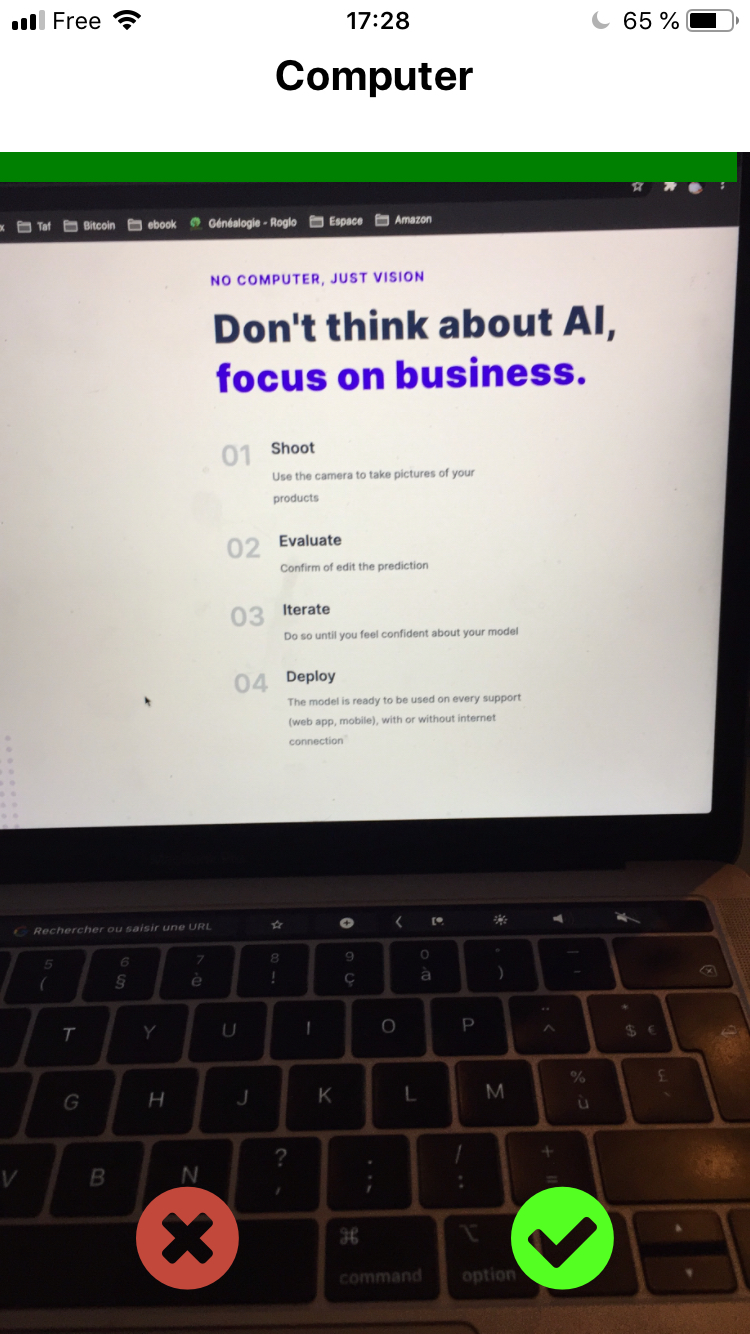 Free 17:28 65 %
Computer
x Taf Bitcoin ebook Généalogie - Roglo Espace Amazon
NO COMPUTER, JUST VISION
Don't think about AI,
focus on business.
01 Shoot
Use the camera to take pictures of your
products
02 Evaluate
Confirm of edit the prediction
03 Iterate
Do so until you feel confident about your model
04 Deploy
The model is ready to be used on every support
(web app, mobile), with or without internet
connection
Rechercher ou saisir une URL
5 6 7 8 9 0 ° _
( § è ! ç à ) -
T Y U I O P ¨ ^ * $ €
G H J K L M % ù £ `
V B N ? , . ; / : + =
⌘ ⌥
command option